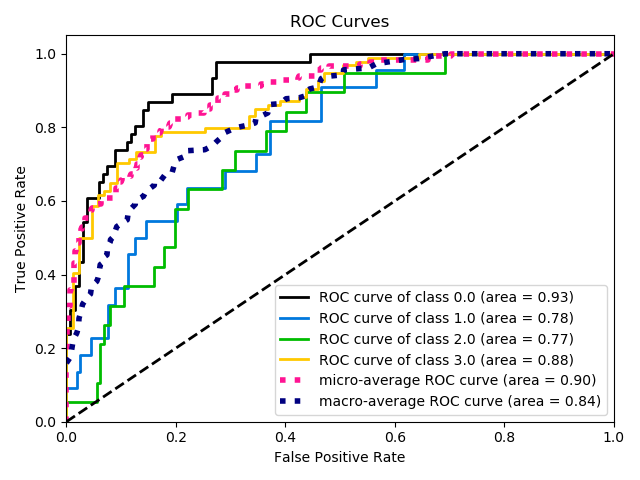 ROC Curves
True Positive Rate
1.0
0.8
0.6
0.4
0.2
0.0
ROC curve of class 0.0 (area = 0.93)
ROC curve of class 1.0 (area = 0.78)
ROC curve of class 2.0 (area = 0.77)
ROC curve of class 3.0 (area = 0.88)
micro-average ROC curve (area = 0.90)
macro-average ROC curve (area = 0.84)
0.0 0.2 0.4 0.6 0.8 1.0
False Positive Rate